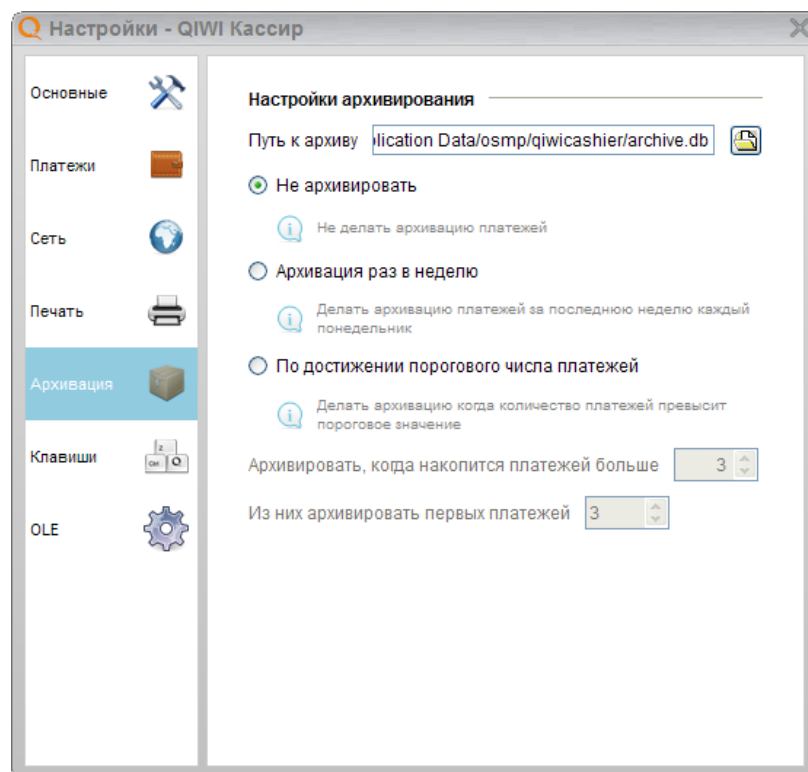 Настройки - QIWI Кассир
Основные
Платежи
Сеть
Печать
Архивация
Клавиши
OLE
Настройки архивирования
Путь к архиву lication Data/osmp/qiwicashier/archive.db
Не архивировать
Не делать архивацию платежей
Архивация раз в неделю
Делать архивацию платежей за последнюю неделю каждый
понедельник
По достижении порогового числа платежей
Делать архивацию когда количество платежей превысит
пороговое значение
Архивировать, когда накопится платежей больше 3
Из них архивировать первых платежей 3